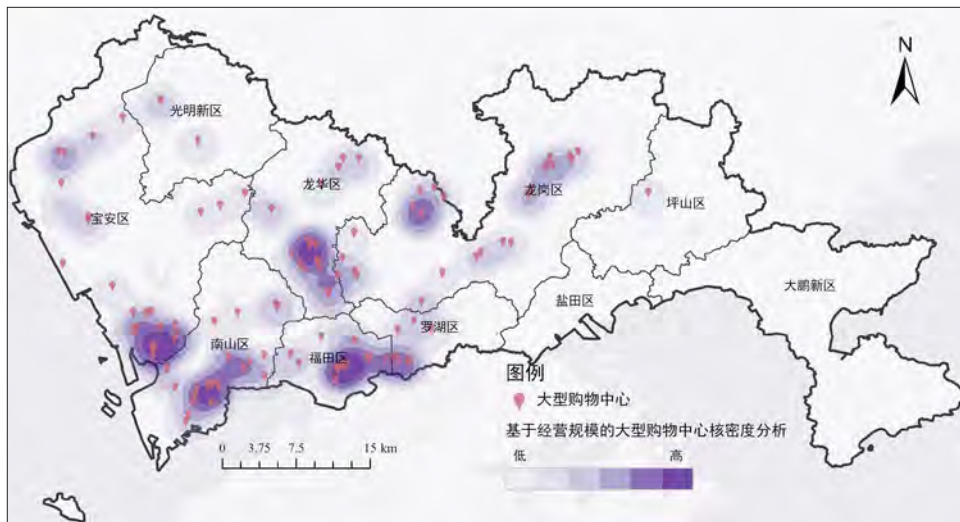 N
光明新区
龙华区
龙岗区
坪山区
宝安区
大鹏新区
盐田区
罗湖区
南山区
福田区
图例
大型购物中心
基于经营规模的大型购物中心核密度分析
低 高
0 3.75 7.5 15 km